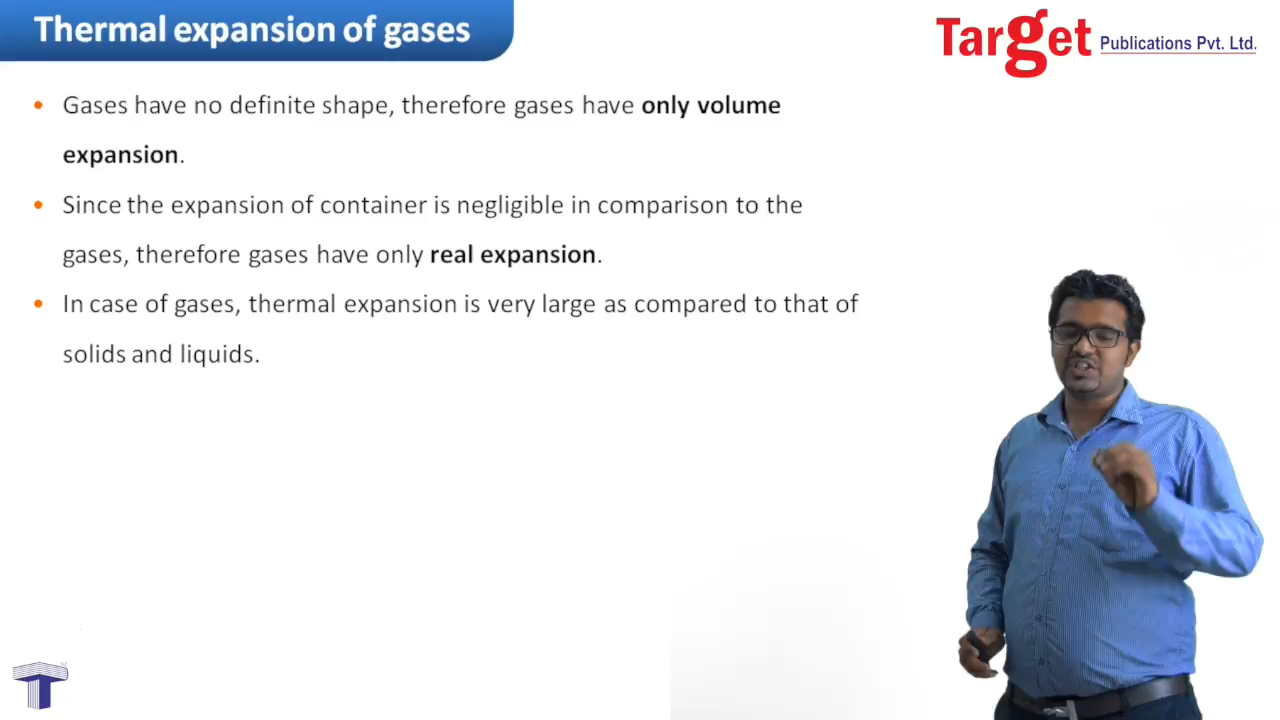 Thermal expansion of gases
Target Publications Pvt. Ltd.
• Gases have no definite shape, therefore gases have only volume
expansion.
• Since the expansion of container is negligible in comparison to the
gases, therefore gases have only real expansion.
• In case of gases, thermal expansion is very large as compared to that of
solids and liquids.